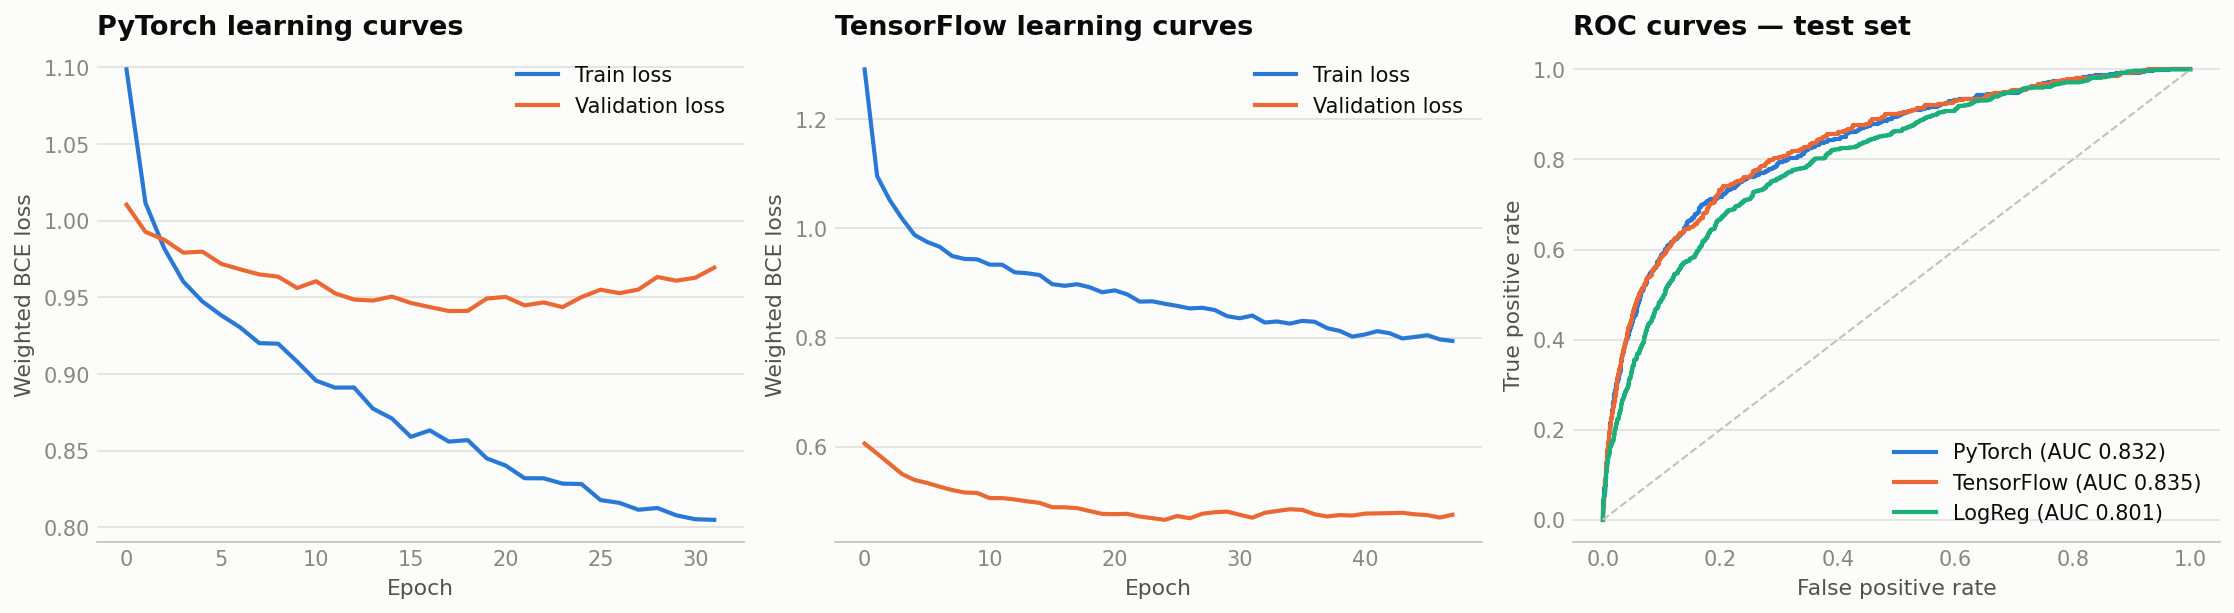 PyTorch learning curves
Weighted BCE loss
1.10
1.05
1.00
0.95
0.90
0.85
0.80
Train loss
Validation loss
0 5 10 15 20 25 30
Epoch
TensorFlow learning curves
Weighted BCE loss
1.2
1.0
0.8
0.6
Train loss
Validation loss
0 10 20 30 40
Epoch
ROC curves — test set
True positive rate
1.0
0.8
0.6
0.4
0.2
0.0
PyTorch (AUC 0.832)
TensorFlow (AUC 0.835)
LogReg (AUC 0.801)
0.0 0.2 0.4 0.6 0.8 1.0
False positive rate